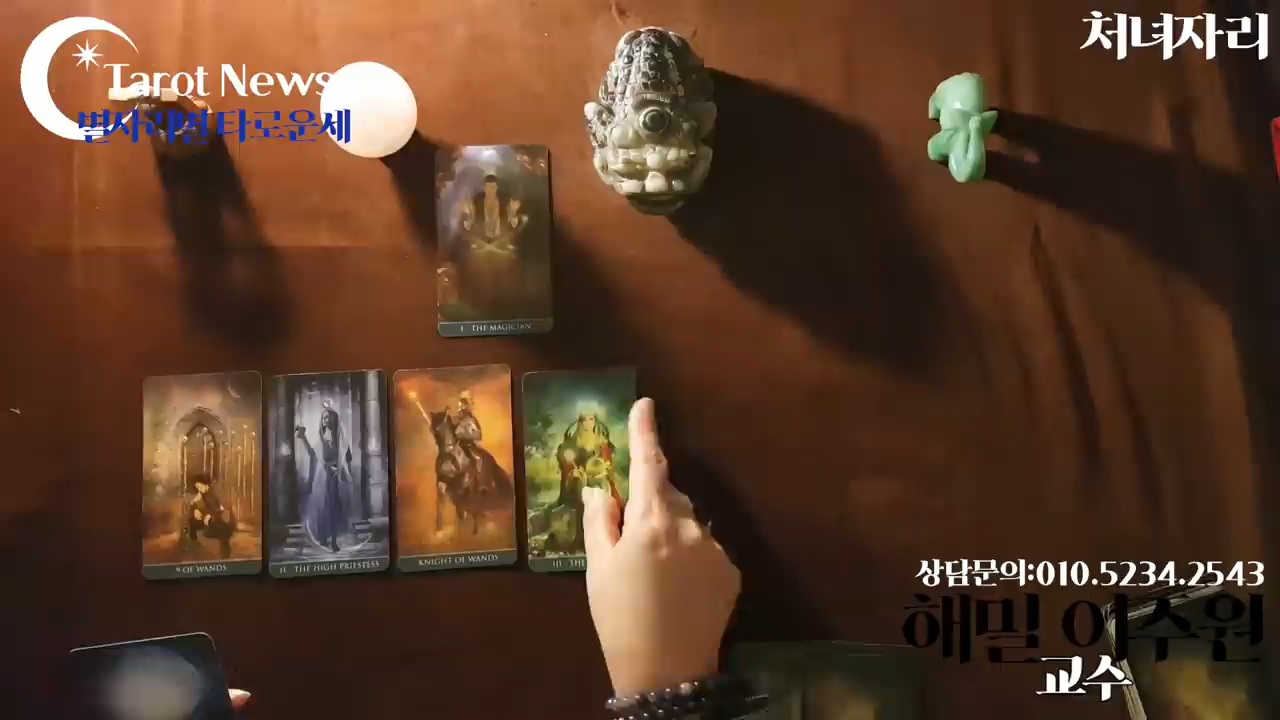 처녀자리
Tarot News
별자리별 타로운세
I THE MAGICIAN
9 OF WANDS
II THE HIGH PRIESTESS
KNIGHT OF WANDS
III THE
상담문의:010.5234.2543
해밀 이수원
교수